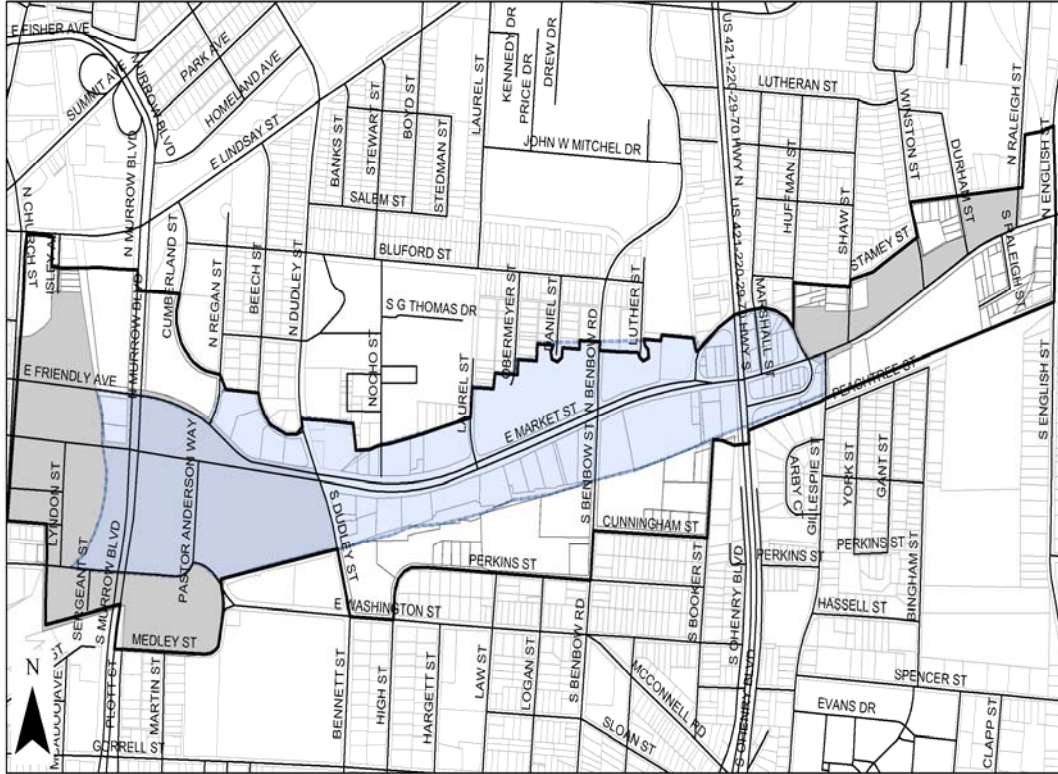 E FISHER AVE
SUMMIT AVE
PARK AVE
MURROW BLVD
HOMELAND AVE
E LINDSAY ST
N MURROW BLVD
BANKS ST
STEWART ST
BOYD ST
STEDMAN ST
LAUREL ST
KENNEDY DR
PRICE DR
DREW DR
JOHN W MITCHEL DR
US 421-220-29-70 HWY N
LUTHERAN ST
WINSTON ST
DURHAM ST
N RALEIGH ST
N ENGLISH ST
HUFFMAN ST
SHAW ST
STAMEY ST
S RALEIGH ST
SALEM ST
BLUFORD ST
N CHURCH ST
N MURROW BLVD
CUMBERLAND ST
N REGAN ST
BEECH ST
N DUDLEY ST
S G THOMAS DR
NOCHO ST
OBERMEYER ST
DANIEL ST
N BENBOW RD
LUTHER ST
MARSHALL ST
E FRIENDLY AVE
LAUREL ST
E MARKET ST
PEACHTREE ST
S ENGLISH ST
LYNDON ST
PASTOR ANDERSON WAY
S DUDLEY ST
S BENBOW ST
CUNNINGHAM ST
ARBY CT
GILLESPIE ST
YORK ST
GANT ST
SERGEANT ST
S MURROW BLVD
PERKINS ST
S BOOKER ST
S OHENRY BLVD
PERKINS ST
PERKINS ST
BINGHAM ST
HASSELL ST
E WASHINGTON ST
MEDLEY ST
N
PLOTT ST
MARTIN ST
BENNETT ST
HIGH ST
HARGETT ST
LAW ST
LOGAN ST
S BENBOW RD
MCCONNELL RD
SLOAN ST
S OHENRY BLVD
SPENCER ST
EVANS DR
CLAPP ST
GORRELL ST